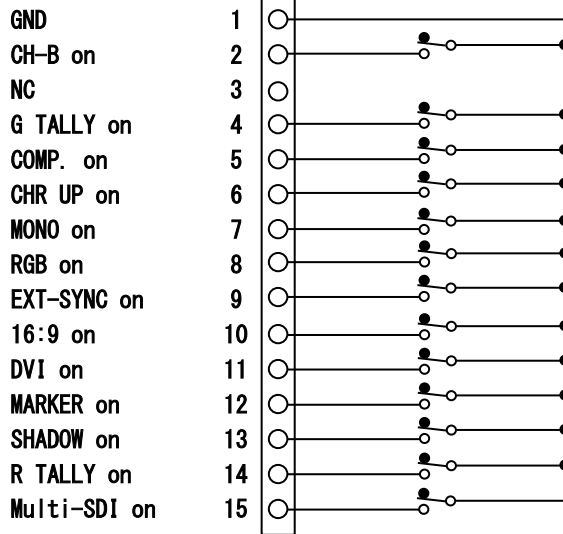 GND 1
CH-B on 2
NC 3
G TALLY on 4
COMP. on 5
CHR UP on 6
MONO on 7
RGB on 8
EXT-SYNC on 9
16:9 on 10
DVI on 11
MARKER on 12
SHADOW on 13
R TALLY on 14
Multi-SDI on 15